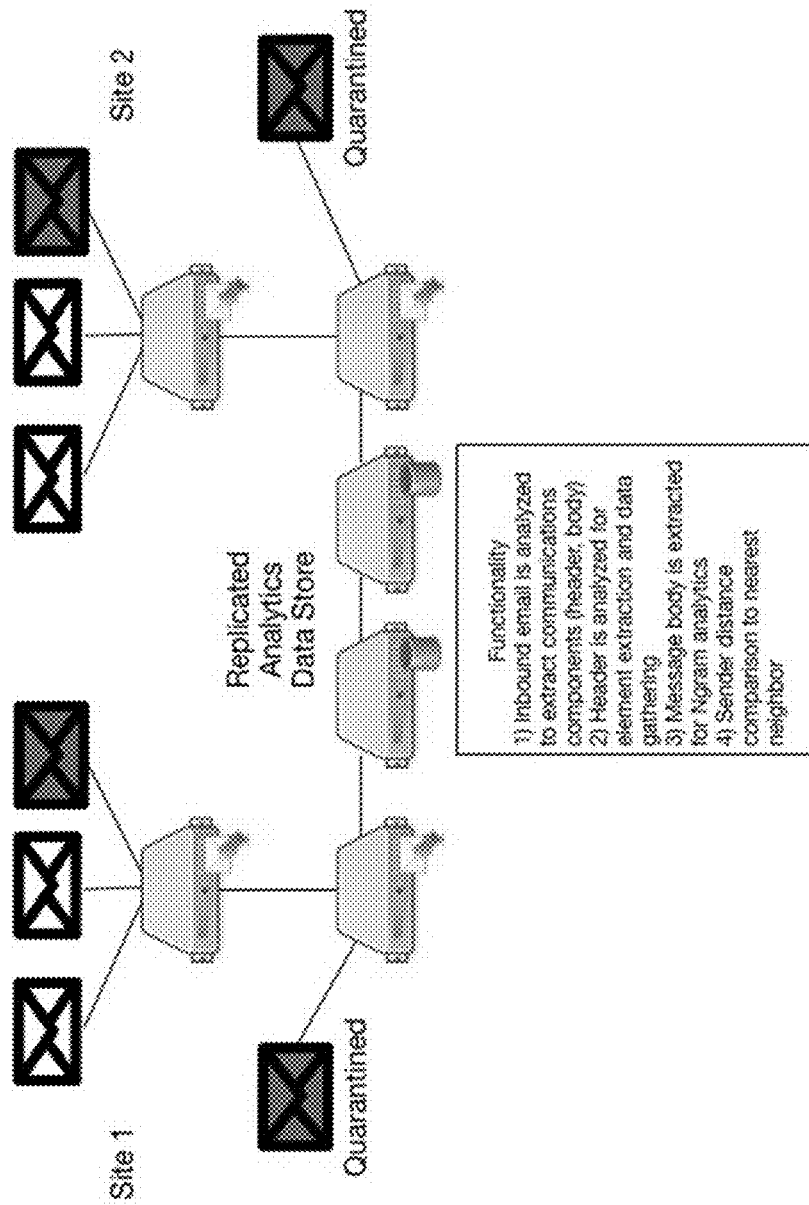 Site 1
Site 2
Replicated
Analytics
Data Store
Quarantined
Quarantined
Functionality
1) Inbound email is analyzed
to extract communications
components (header, body)
2) Header is analyzed for
element extraction and data
gathering
3) Message body is extracted
for Ngram analytics
4) Sender distance
comparison to nearest
neighbor